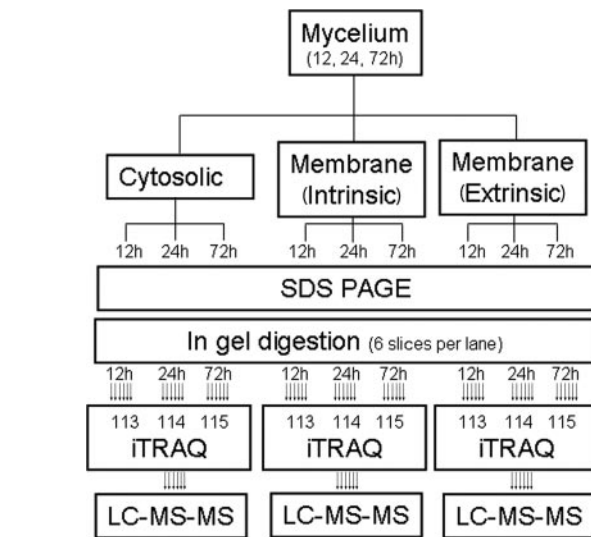 Mycelium
(12, 24, 72h)
Cytosolic
Membrane
(Intrinsic)
Membrane
(Extrinsic)
12h 24h 72h 12h 24h 72h 12h 24h 72h
SDS PAGE
In gel digestion (6 slices per lane)
12h 24h 72h 12h 24h 72h 12h 24h 72h
113 114 115 113 114 115 113 114 115
iTRAQ iTRAQ iTRAQ
LC-MS-MS LC-MS-MS LC-MS-MS